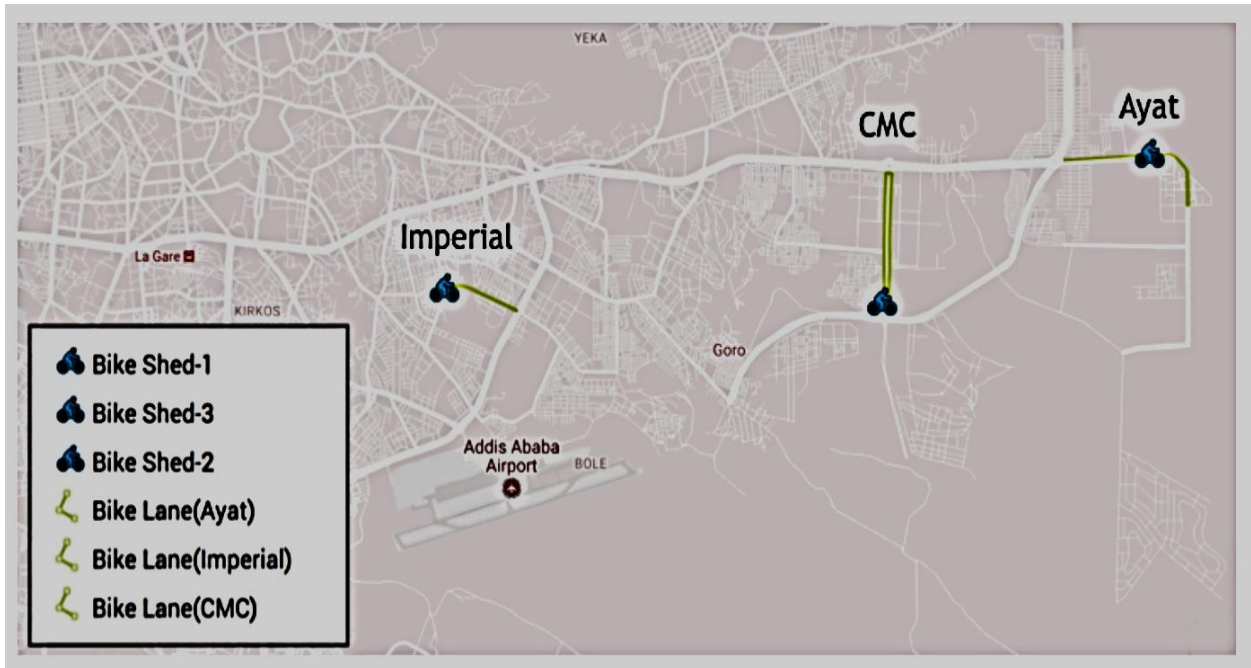 YEKA
Ayat
CMC
Imperial
La Gare
KIRKOS
Goro
Addis Ababa
Airport
BOLE
Bike Shed-1
Bike Shed-3
Bike Shed-2
Bike Lane(Ayat)
Bike Lane(Imperial)
Bike Lane(CMC)